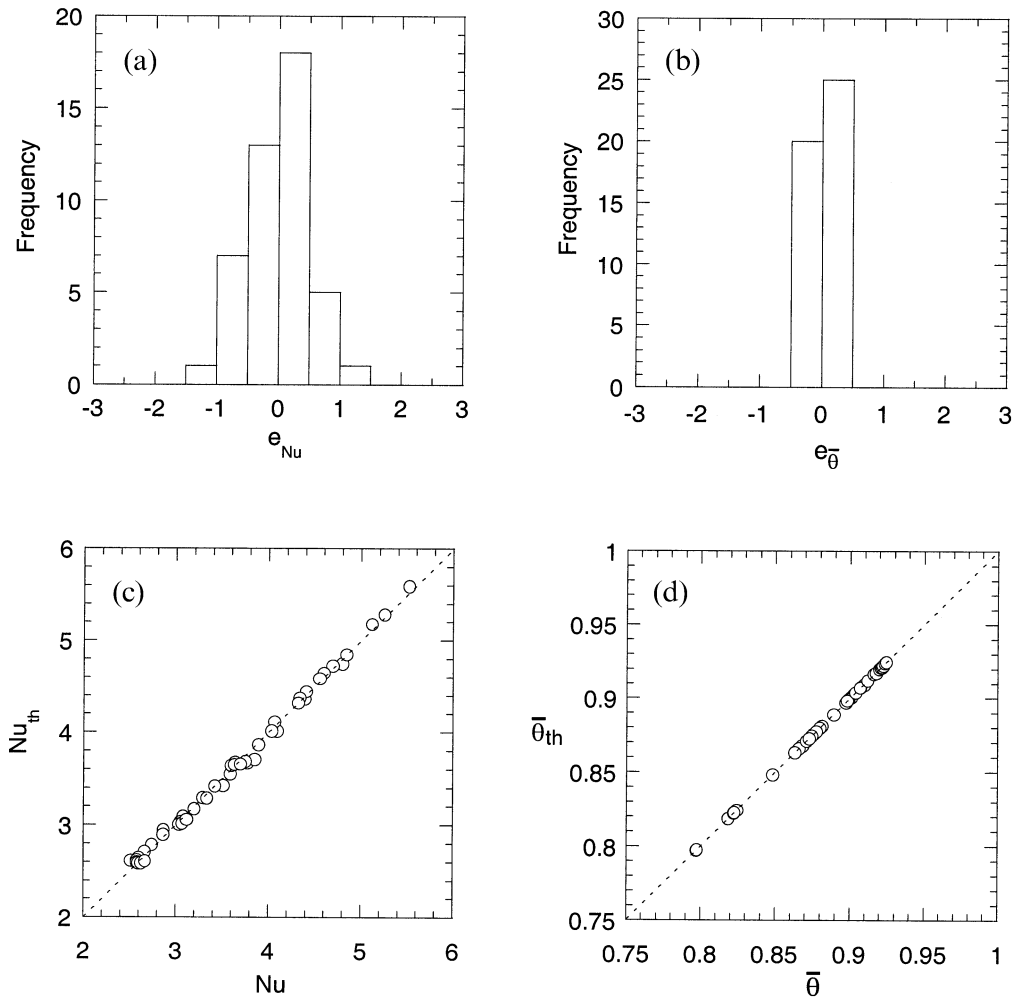 (a)
Frequency
20
15
10
5
0
-3 -2 -1 0 1 2 3
e_Nu
(b)
Frequency
30
25
20
15
10
5
0
-3 -2 -1 0 1 2 3
e_θ̅
(c)
Nu_th
6
5
4
3
2
2 3 4 5 6
Nu
(d)
θ̅_th
1
0.95
0.9
0.85
0.8
0.75
0.75 0.8 0.85 0.9 0.95 1
θ̅